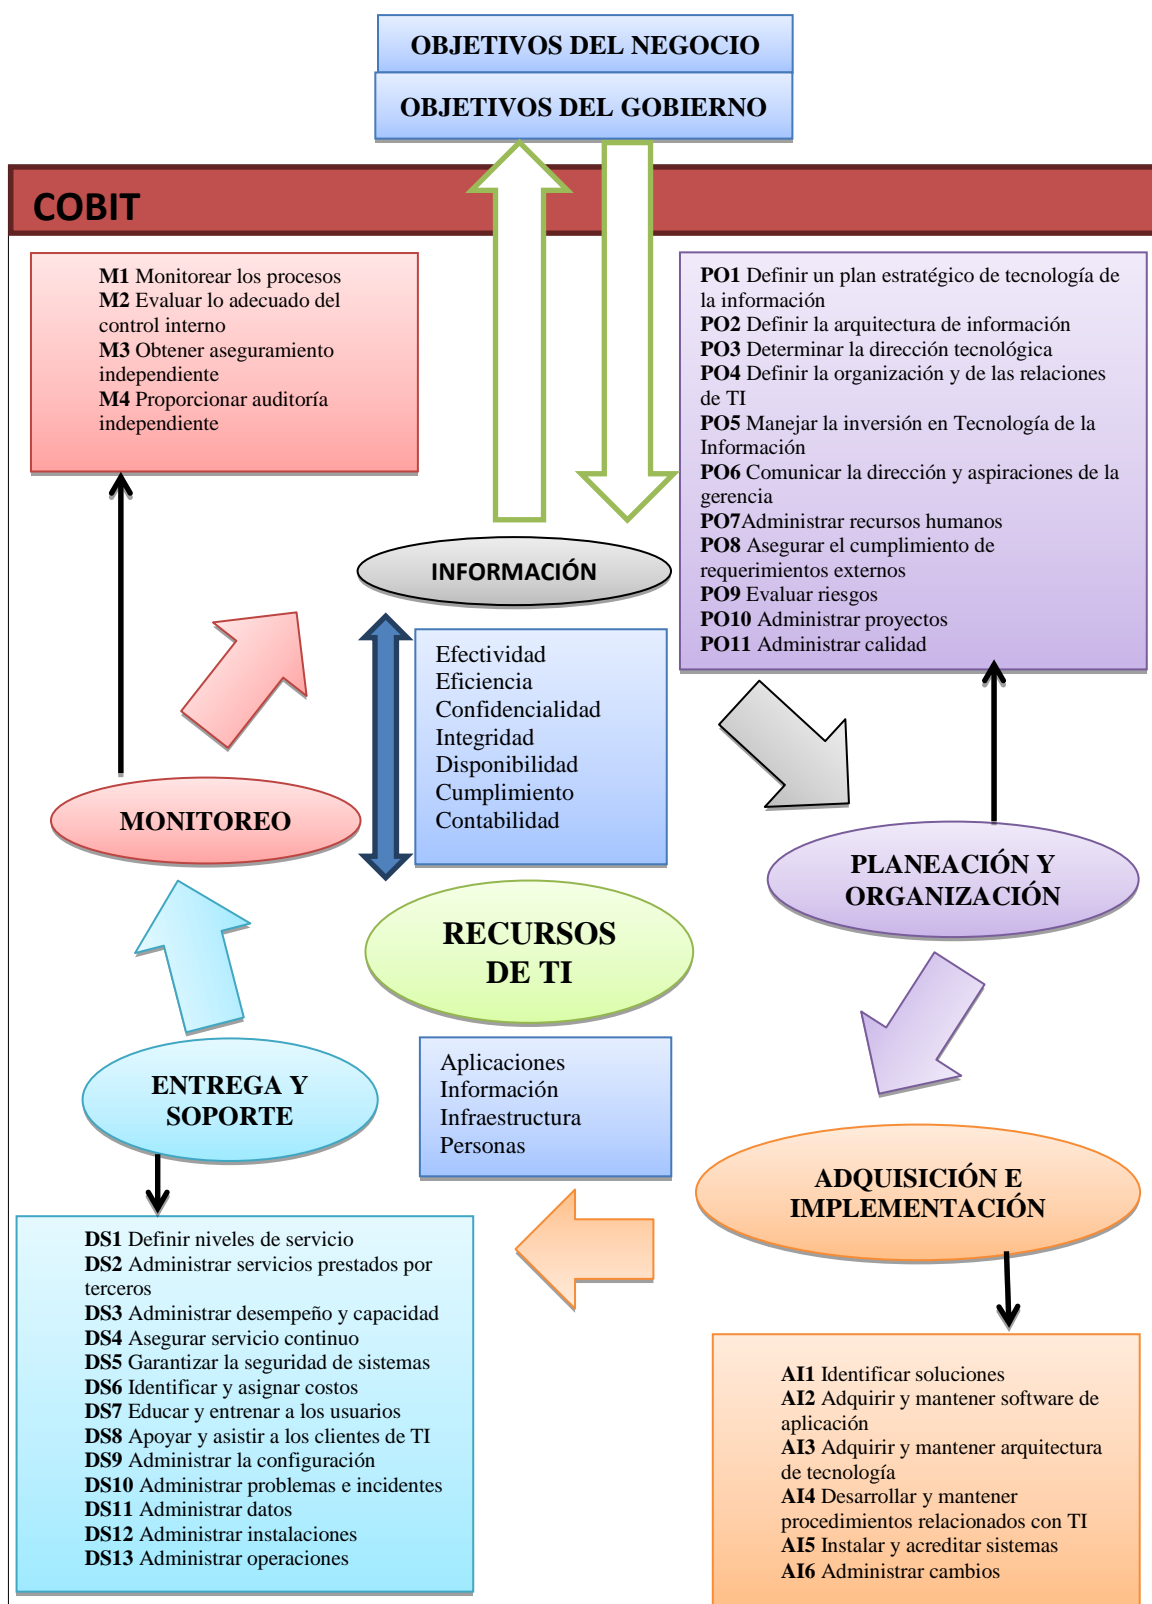 OBJETIVOS DEL NEGOCIO
OBJETIVOS DEL GOBIERNO
COBIT
M1 Monitorear los procesos
M2 Evaluar lo adecuado del
control interno
M3 Obtener aseguramiento
independiente
M4 Proporcionar auditoría
independiente
PO1 Definir un plan estratégico de tecnología de
la información
PO2 Definir la arquitectura de información
PO3 Determinar la dirección tecnológica
PO4 Definir la organización y de las relaciones
de TI
PO5 Manejar la inversión en Tecnología de la
Información
PO6 Comunicar la dirección y aspiraciones de la
gerencia
PO7Administrar recursos humanos
PO8 Asegurar el cumplimiento de
requerimientos externos
PO9 Evaluar riesgos
PO10 Administrar proyectos
PO11 Administrar calidad
INFORMACIÓN
Efectividad
Eficiencia
Confidencialidad
Integridad
Disponibilidad
Cumplimiento
Contabilidad
MONITOREO
PLANEACIÓN Y
ORGANIZACIÓN
RECURSOS
DE TI
Aplicaciones
Información
Infraestructura
Personas
ENTREGA Y
SOPORTE
ADQUISICIÓN E
IMPLEMENTACIÓN
DS1 Definir niveles de servicio
DS2 Administrar servicios prestados por
terceros
DS3 Administrar desempeño y capacidad
DS4 Asegurar servicio continuo
DS5 Garantizar la seguridad de sistemas
DS6 Identificar y asignar costos
DS7 Educar y entrenar a los usuarios
DS8 Apoyar y asistir a los clientes de TI
DS9 Administrar la configuración
DS10 Administrar problemas e incidentes
DS11 Administrar datos
DS12 Administrar instalaciones
DS13 Administrar operaciones
AI1 Identificar soluciones
AI2 Adquirir y mantener software de
aplicación
AI3 Adquirir y mantener arquitectura
de tecnología
AI4 Desarrollar y mantener
procedimientos relacionados con TI
AI5 Instalar y acreditar sistemas
AI6 Administrar cambios